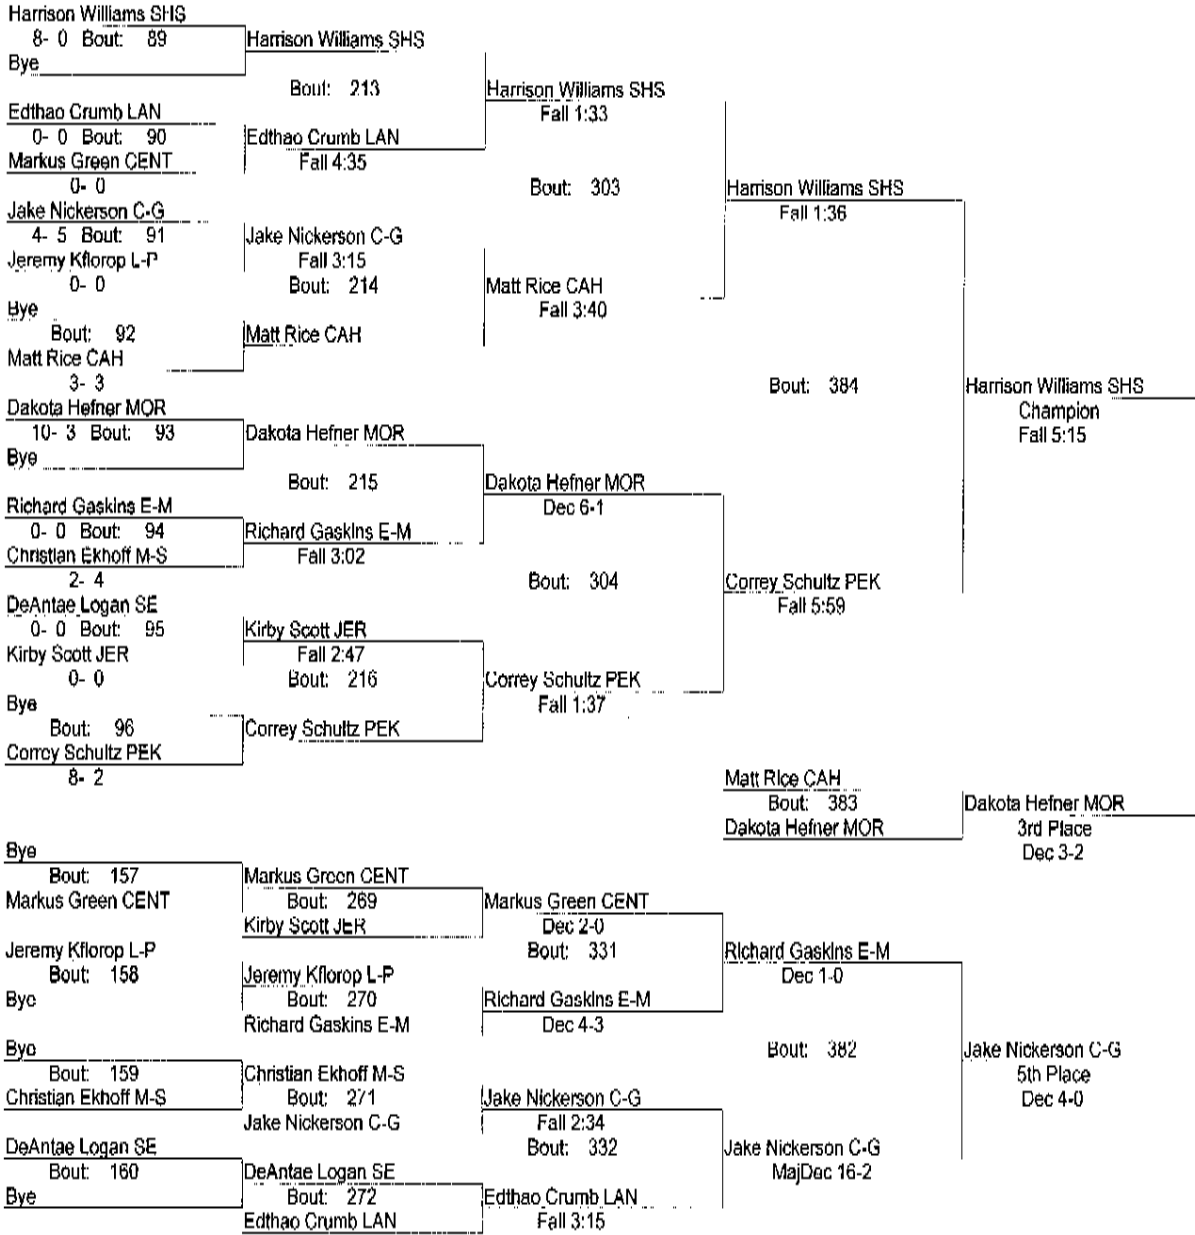 Harrison Williams SHS
8- 0 Bout: 89
Bye
Harrison Williams SHS
Bout: 213
Edthao Crumb LAN
0- 0 Bout: 90
Markus Green CENT
0- 0
Edthao Crumb LAN
Fall 4:35
Harrison Williams SHS
Fall 1:33
Bout: 303
Jake Nickerson C-G
4- 5 Bout: 91
Jeremy Kflorop L-P
0- 0
Jake Nickerson C-G
Fall 3:15
Bout: 214
Bye
Bout: 92
Matt Rice CAH
3- 3
Matt Rice CAH
Matt Rice CAH
Fall 3:40
Harrison Williams SHS
Fall 1:36
Bout: 384
Harrison Williams SHS
Champion
Fall 5:15
Dakota Hefner MOR
10- 3 Bout: 93
Bye
Dakota Hefner MOR
Bout: 215
Richard Gaskins E-M
0- 0 Bout: 94
Christian Ekhoff M-S
2- 4
Richard Gaskins E-M
Fall 3:02
Dakota Hefner MOR
Dec 6-1
Bout: 304
DeAntae Logan SE
0- 0 Bout: 95
Kirby Scott JER
0- 0
Kirby Scott JER
Fall 2:47
Bout: 216
Bye
Bout: 96
Correy Schultz PEK
8- 2
Correy Schultz PEK
Correy Schultz PEK
Fall 1:37
Correy Schultz PEK
Fall 5:59
Matt Rice CAH
Bout: 383
Dakota Hefner MOR
Dakota Hefner MOR
3rd Place
Dec 3-2
Bye
Bout: 157
Markus Green CENT
Markus Green CENT
Bout: 269
Kirby Scott JER
Markus Green CENT
Dec 2-0
Bout: 331
Jeremy Kflorop L-P
Bout: 158
Bye
Jeremy Kflorop L-P
Bout: 270
Richard Gaskins E-M
Richard Gaskins E-M
Dec 4-3
Richard Gaskins E-M
Dec 1-0
Bout: 382
Bye
Bout: 159
Christian Ekhoff M-S
Christian Ekhoff M-S
Bout: 271
Jake Nickerson C-G
Jake Nickerson C-G
Fall 2:34
Bout: 332
DeAntae Logan SE
Bout: 160
Bye
DeAntae Logan SE
Bout: 272
Edthao Crumb LAN
Edthao Crumb LAN
Fall 3:15
Jake Nickerson C-G
MajDec 16-2
Jake Nickerson C-G
5th Place
Dec 4-0